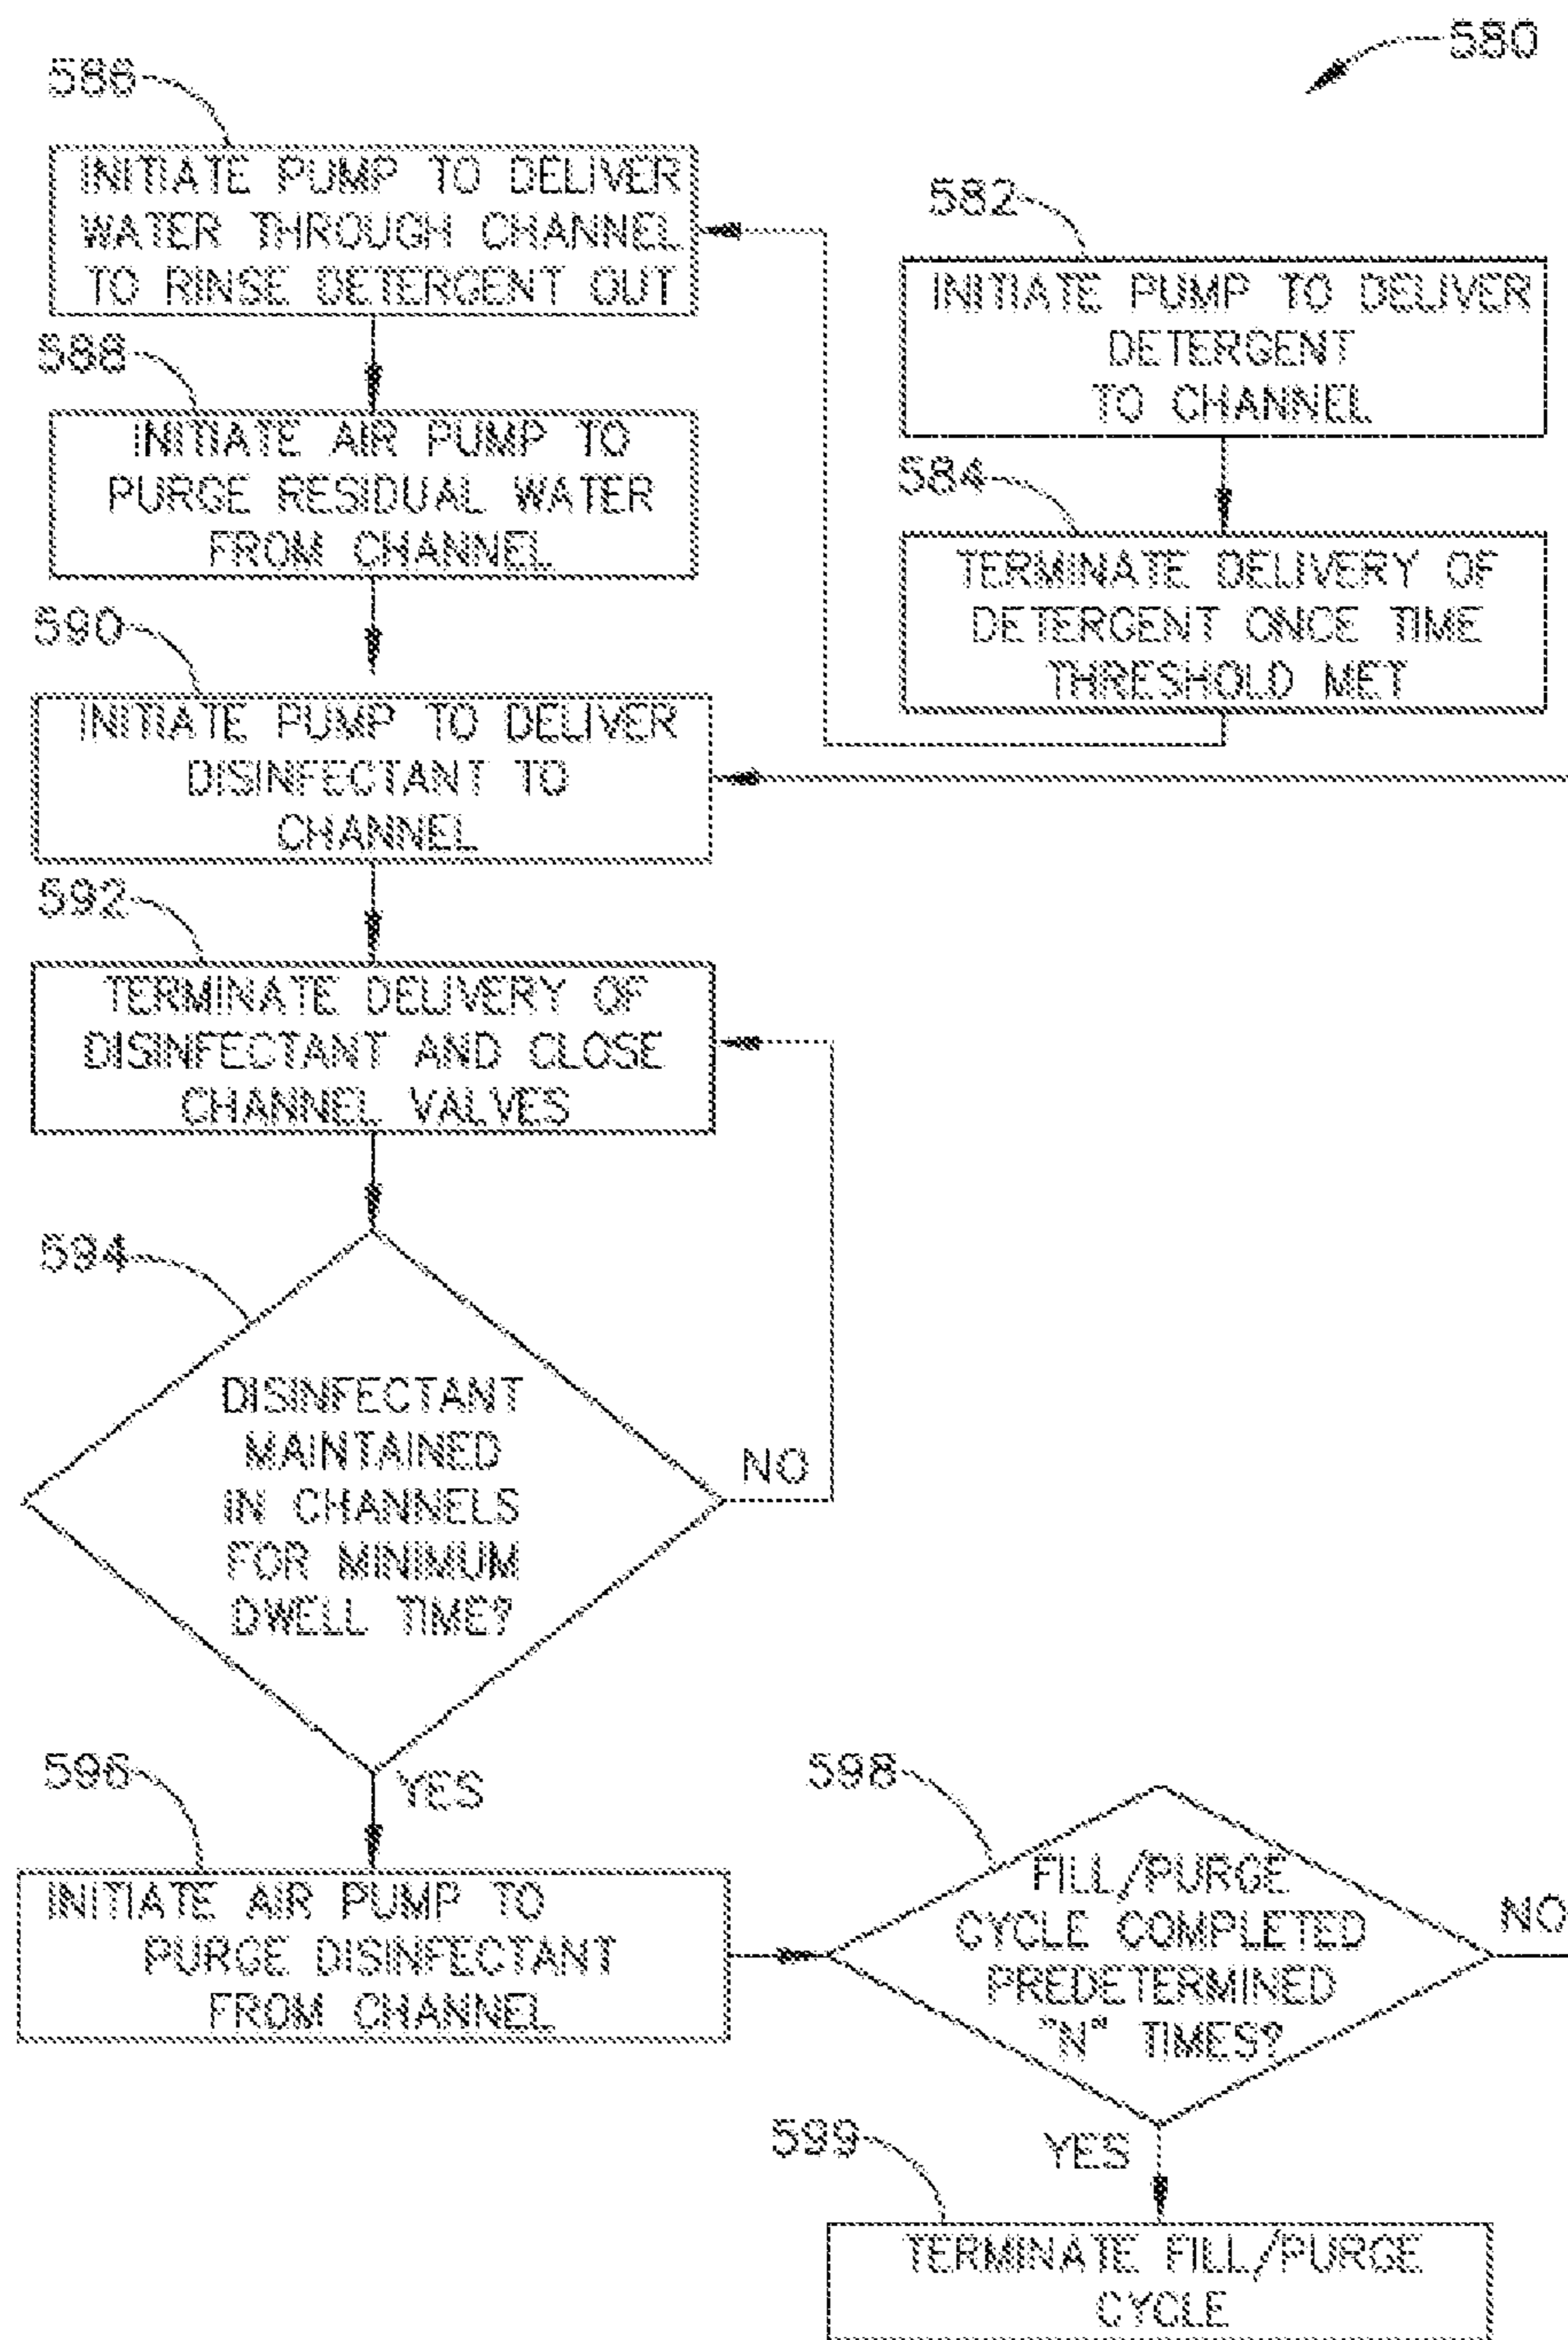 580
582
INITIATE PUMP TO DELIVER
DETERGENT
TO CHANNEL
584
TERMINATE DELIVERY OF
DETERGENT ONCE TIME
THRESHOLD MET
586
INITIATE PUMP TO DELIVER
WATER THROUGH CHANNEL
TO RINSE DETERGENT OUT
588
INITIATE AIR PUMP TO
PURGE RESIDUAL WATER
FROM CHANNEL
590
INITIATE PUMP TO DELIVER
DISINFECTANT TO
CHANNEL
592
TERMINATE DELIVERY OF
DISINFECTANT AND CLOSE
CHANNEL VALVES
594
DISINFECTANT
MAINTAINED
IN CHANNELS
FOR MINIMUM
DWELL TIME?
NO
YES
596
INITIATE AIR PUMP TO
PURGE DISINFECTANT
FROM CHANNEL
598
FILL/PURGE
CYCLE COMPLETED
PREDETERMINED
"N" TIMES?
NO
YES
599
TERMINATE FILL/PURGE
CYCLE